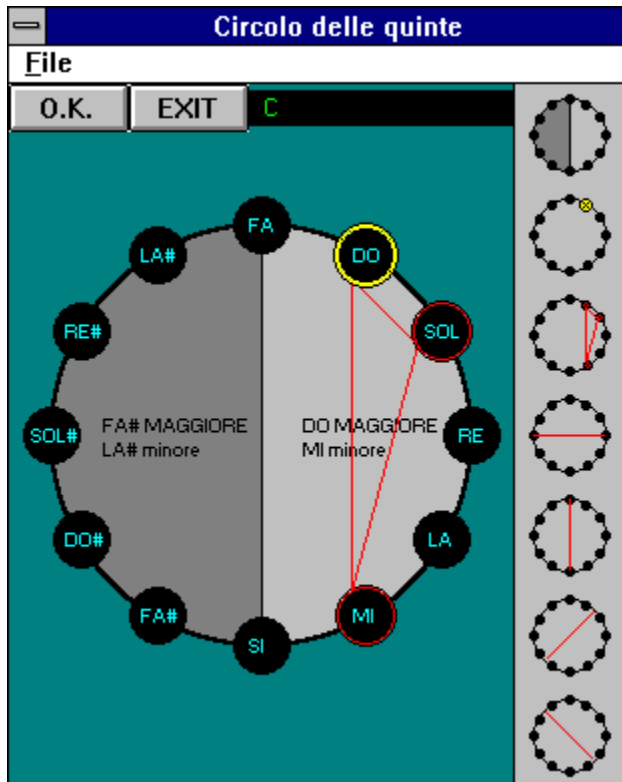 Circolo delle quinte
File
O.K. EXIT C
FA
LA# DO
RE# SOL
FA# MAGGIORE DO MAGGIORE
SOL# RE
LA# minore MI minore
DO# LA
FA# MI
SI